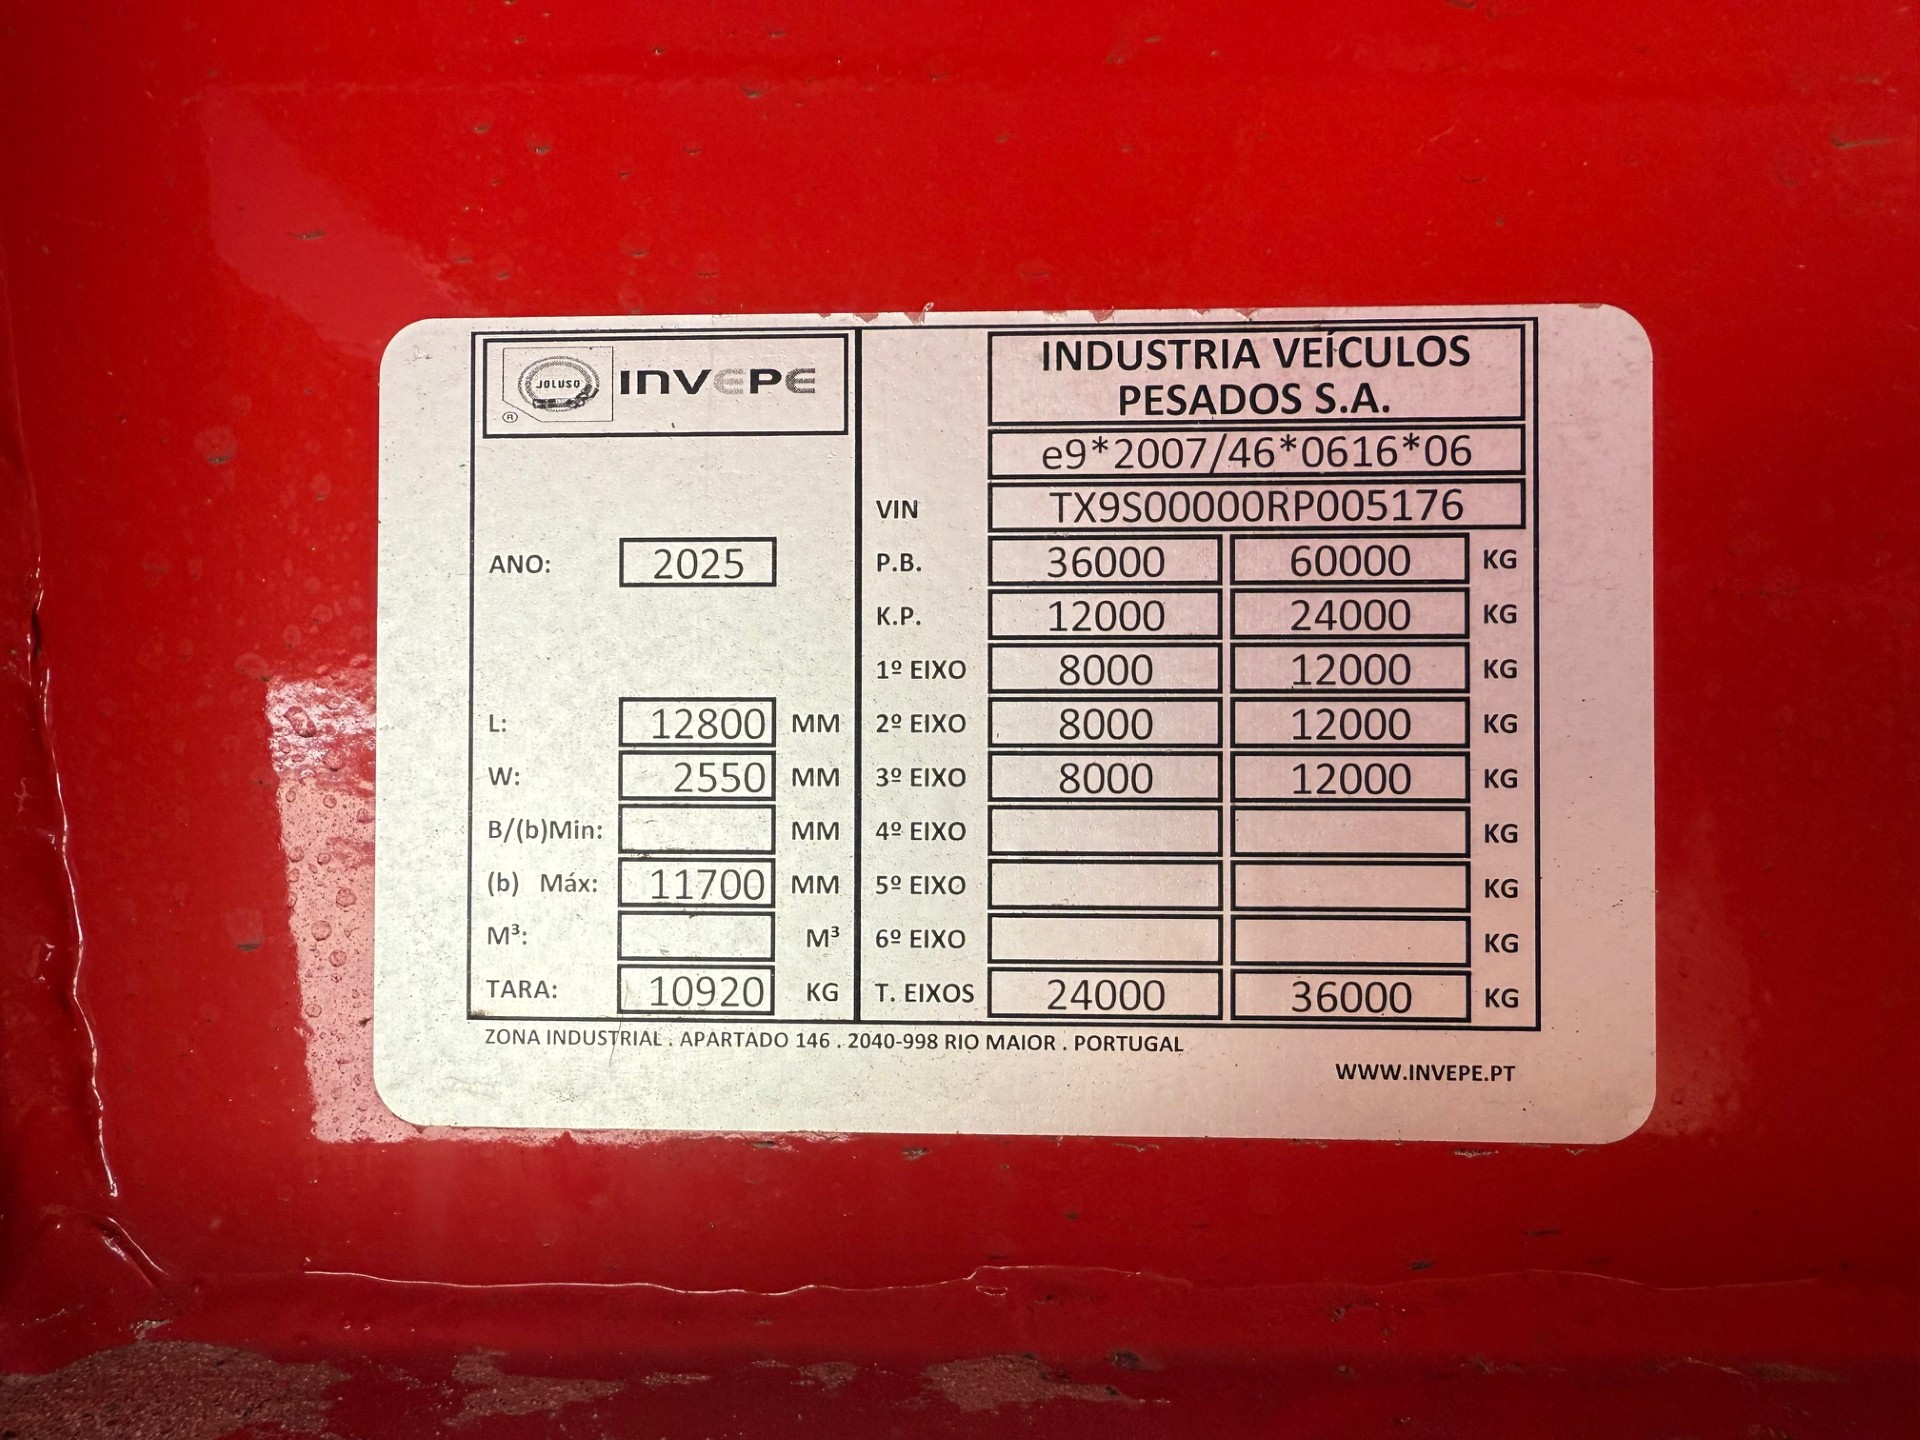 JOLUSO
®
INVEPE
INDUSTRIA VEÍCULOS
PESADOS S.A.
e9*2007/46*0616*06
VIN TX9S00000RP005176
ANO: 2025
P.B. 36000 60000 KG
K.P. 12000 24000 KG
1º EIXO 8000 12000 KG
L: 12800 MM 2º EIXO 8000 12000 KG
W: 2550 MM 3º EIXO 8000 12000 KG
B/(b)Min: MM 4º EIXO KG
(b) Máx: 11700 MM 5º EIXO KG
M³: M³ 6º EIXO KG
TARA: 10920 KG T. EIXOS 24000 36000 KG
ZONA INDUSTRIAL . APARTADO 146 . 2040-998 RIO MAIOR . PORTUGAL
WWW.INVEPE.PT